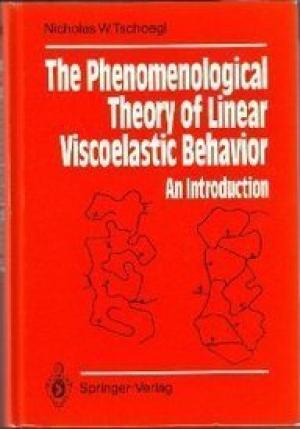 Nicholas W. Tschoegl
The Phenomenological
Theory of Linear
Viscoelastic Behavior
An Introduction
Springer-Verlag